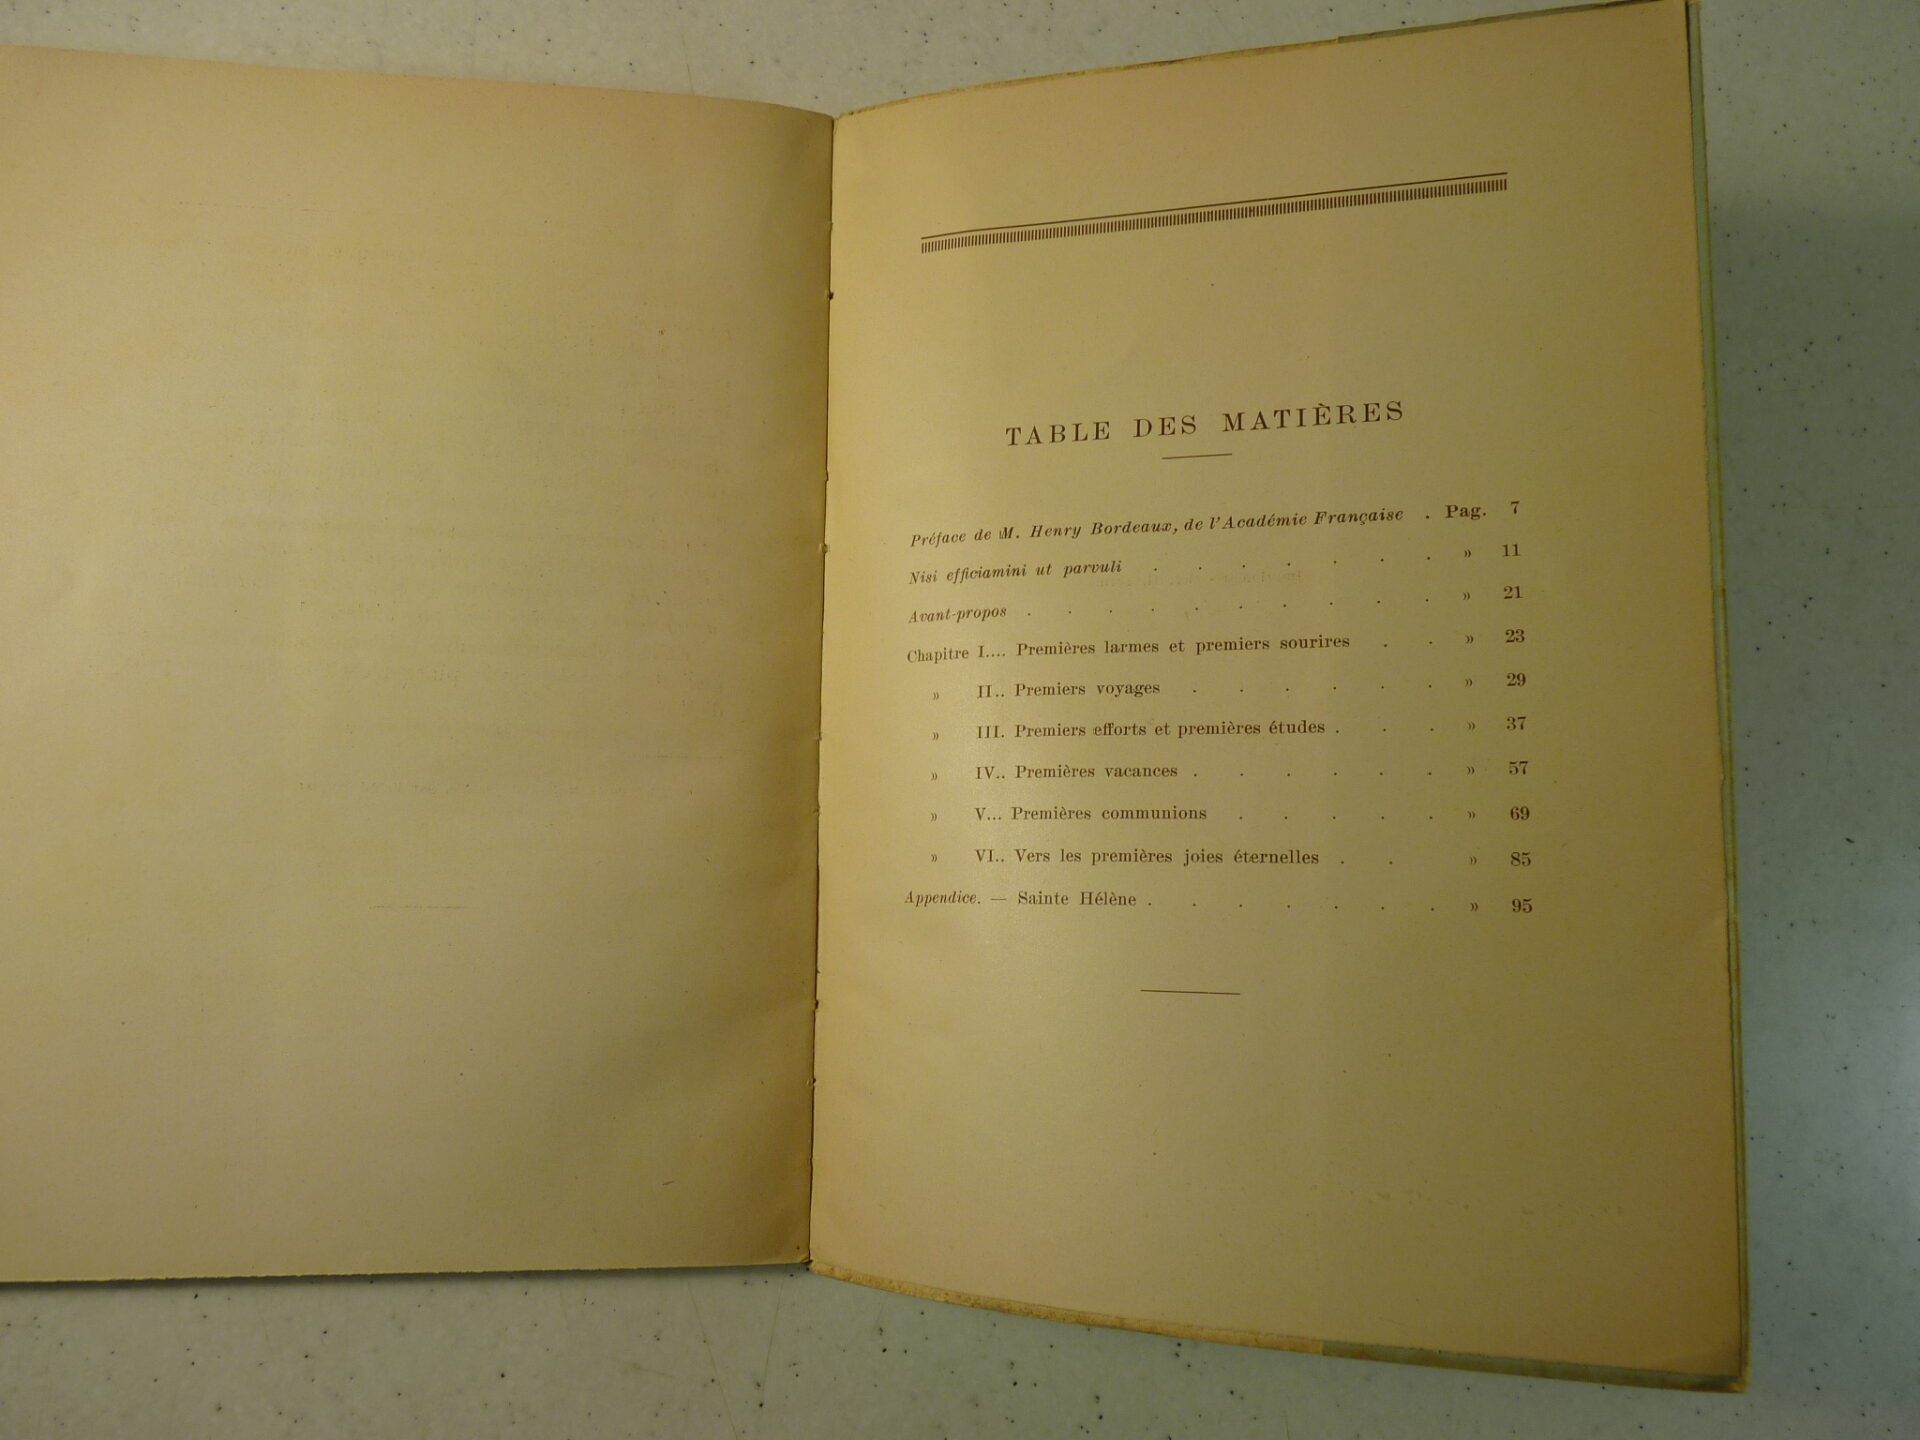 TABLE DES MATIÈRES
Préface de M. Henry Bordeaux, de l'Académie Française . Pag. 7
Nisi efficiamini ut parvuli . . . . . . . » 11
Avant-propos . . . . . . . . . . » 21
Chapitre I.... Premières larmes et premiers sourires . . » 23
» II.. Premiers voyages . . . . . . » 29
» III. Premiers efforts et premières études . . . » 37
» IV.. Premières vacances . . . . . . » 57
» V... Premières communions . . . . . » 69
» VI.. Vers les premières joies éternelles . . » 85
Appendice. — Sainte Hélène . . . . . . . » 95